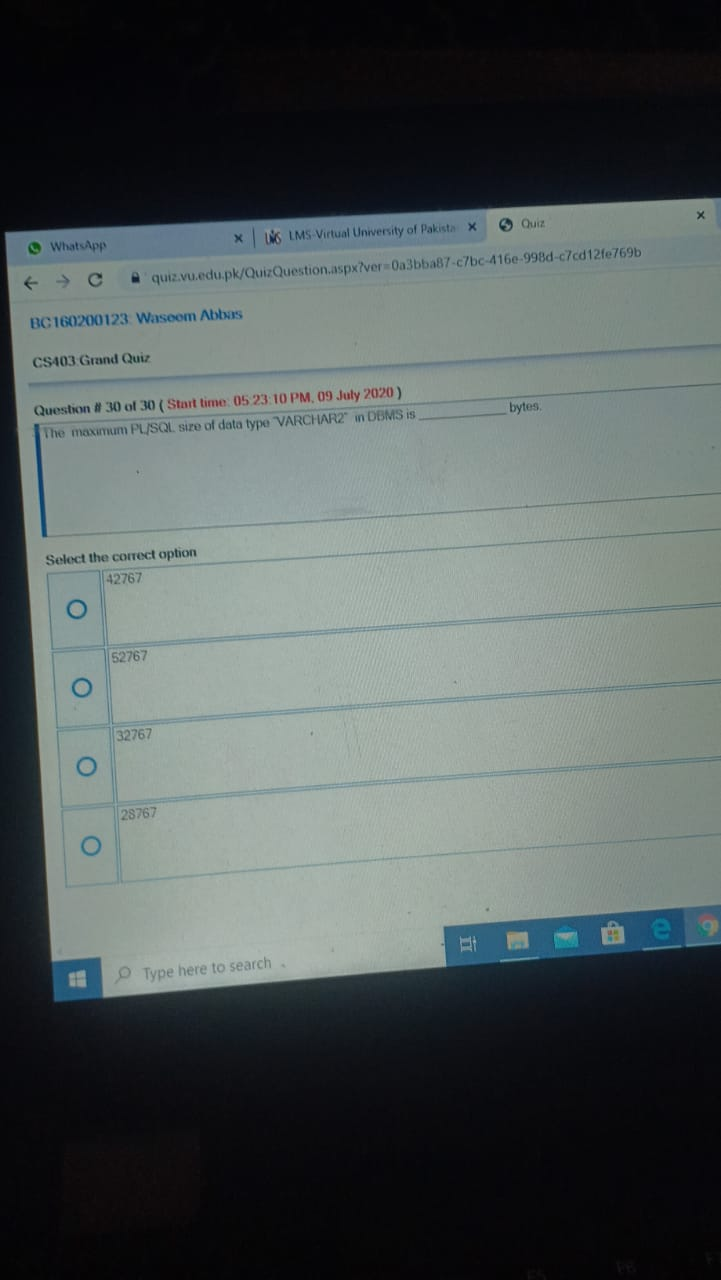 WhatsApp
LMS-Virtual University of Pakista
Quiz
quiz.vu.edu.pk/QuizQuestion.aspx?ver=0a3bba87-c7bc-416e-998d-c7cd12fe769b
BC160200123: Waseem Abbas
CS403:Grand Quiz
Question # 30 of 30 ( Start time: 05:23:10 PM, 09 July 2020 )
The maximum PL/SQL size of data type "VARCHAR2" in DBMS is ____________ bytes.
Select the correct option
42767
52767
32767
28767
Type here to search